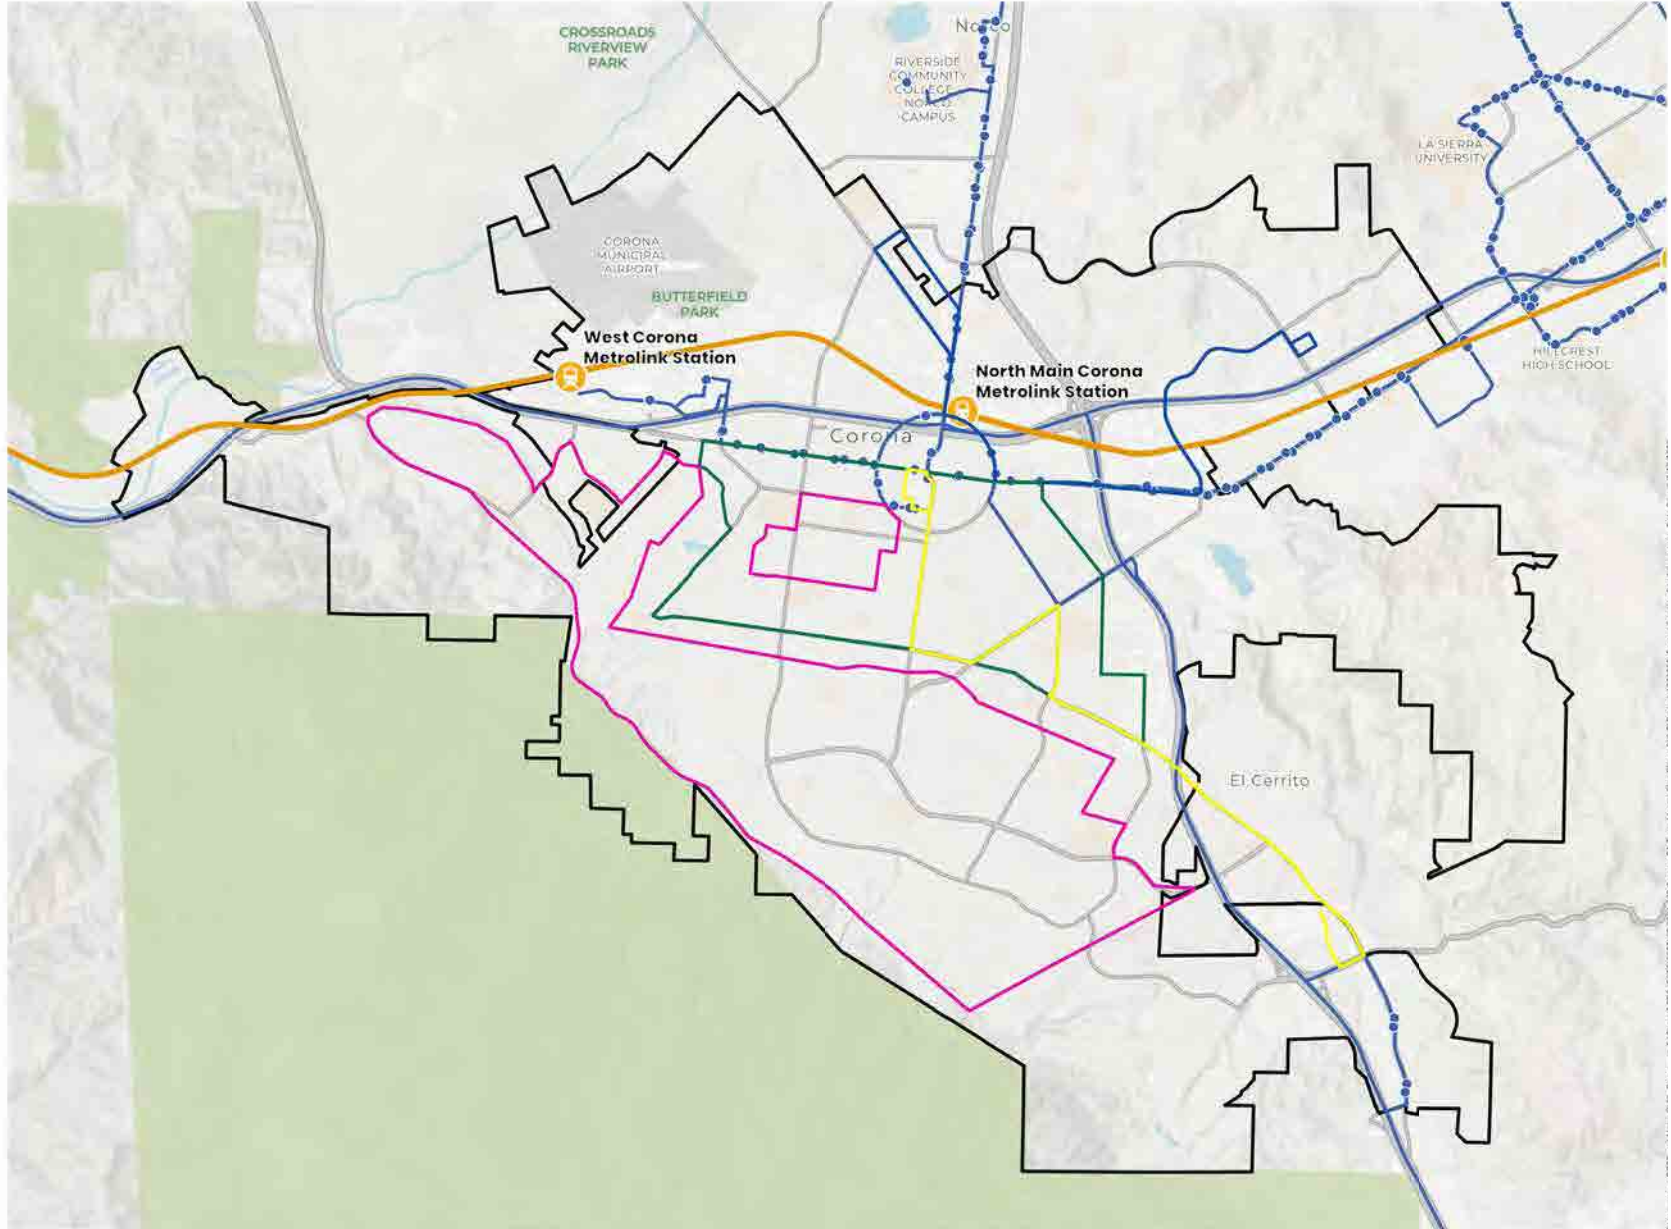 CROSSROADS
RIVERVIEW
PARK
Norco
RIVERSIDE
COMMUNITY
COLLEGE
NORCO
CAMPUS
LA SIERRA
UNIVERSITY
CORONA
MUNICIPAL
AIRPORT
BUTTERFIELD
PARK
West Corona
Metrolink Station
HILLCREST
HIGH SCHOOL
North Main Corona
Metrolink Station
Corona
El Cerrito